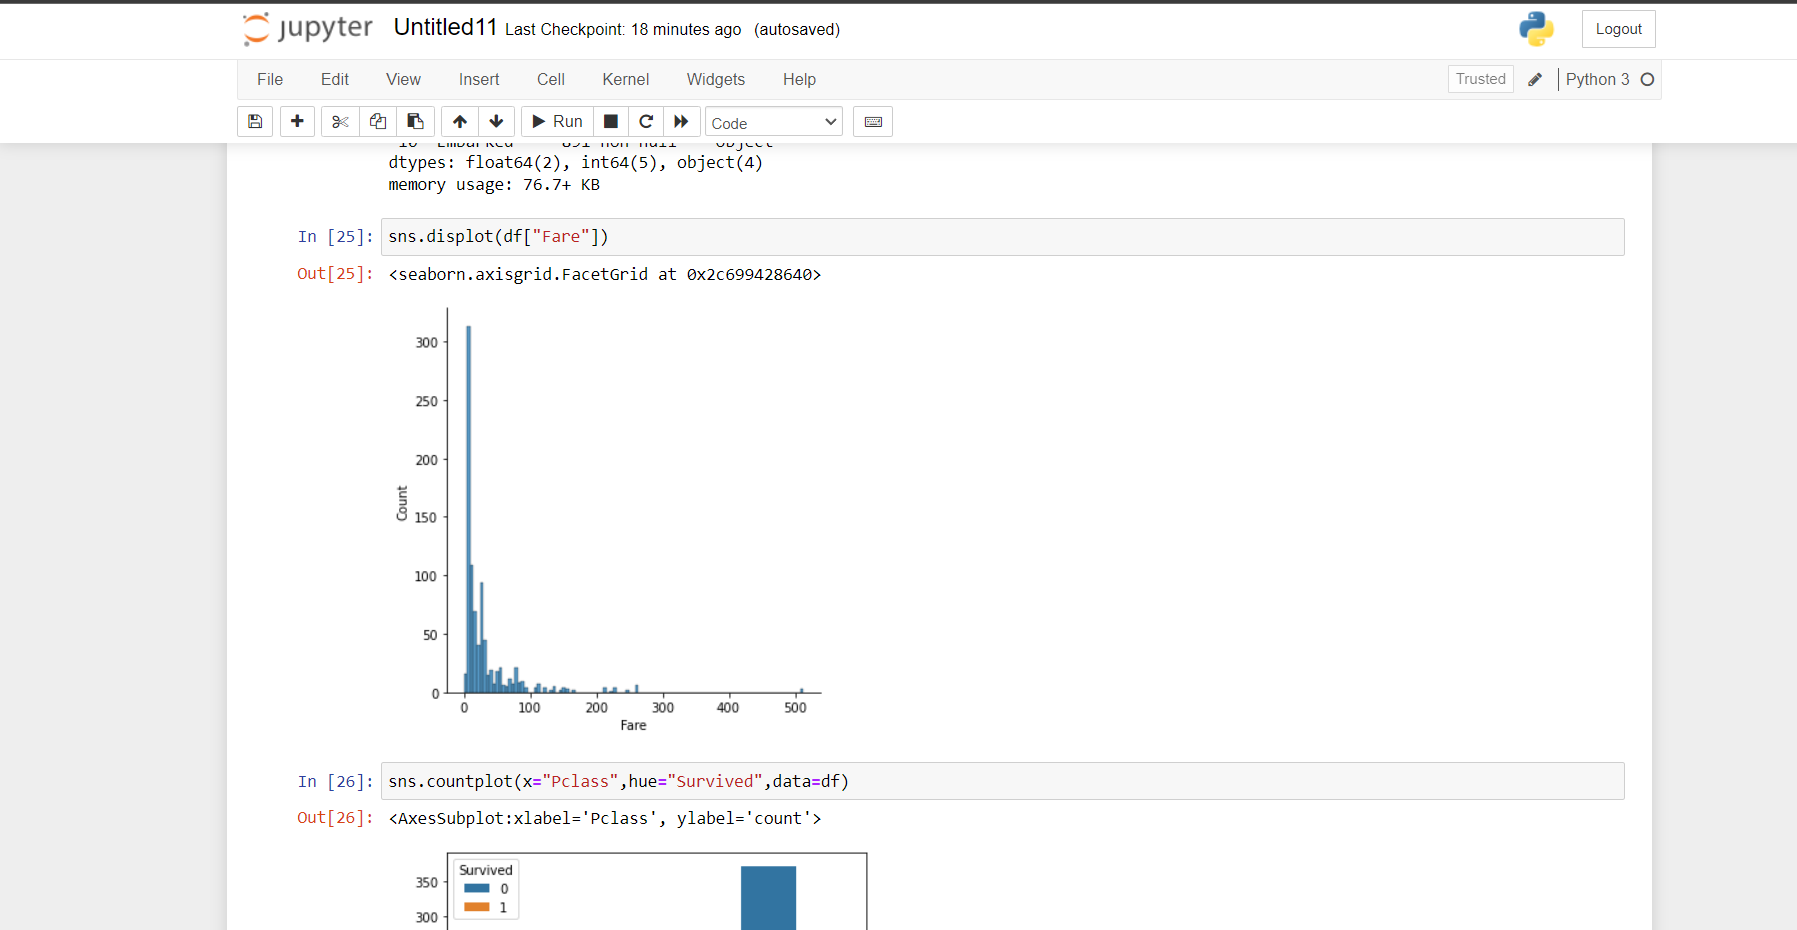 jupyter Untitled11 Last Checkpoint: 18 minutes ago (autosaved) Logout
File Edit View Insert Cell Kernel Widgets Help Trusted Python 3
Run Code
10 Embarked 891 non-null object
dtypes: float64(2), int64(5), object(4)
memory usage: 76.7+ KB
In [25]: sns.displot(df["Fare"])
Out[25]: <seaborn.axisgrid.FacetGrid at 0x2c699428640>
300
250
200
150
100
50
0
Count
0 100 200 300 400 500
Fare
In [26]: sns.countplot(x="Pclass",hue="Survived",data=df)
Out[26]: <AxesSubplot:xlabel='Pclass', ylabel='count'>
Survived
0
1
350
300